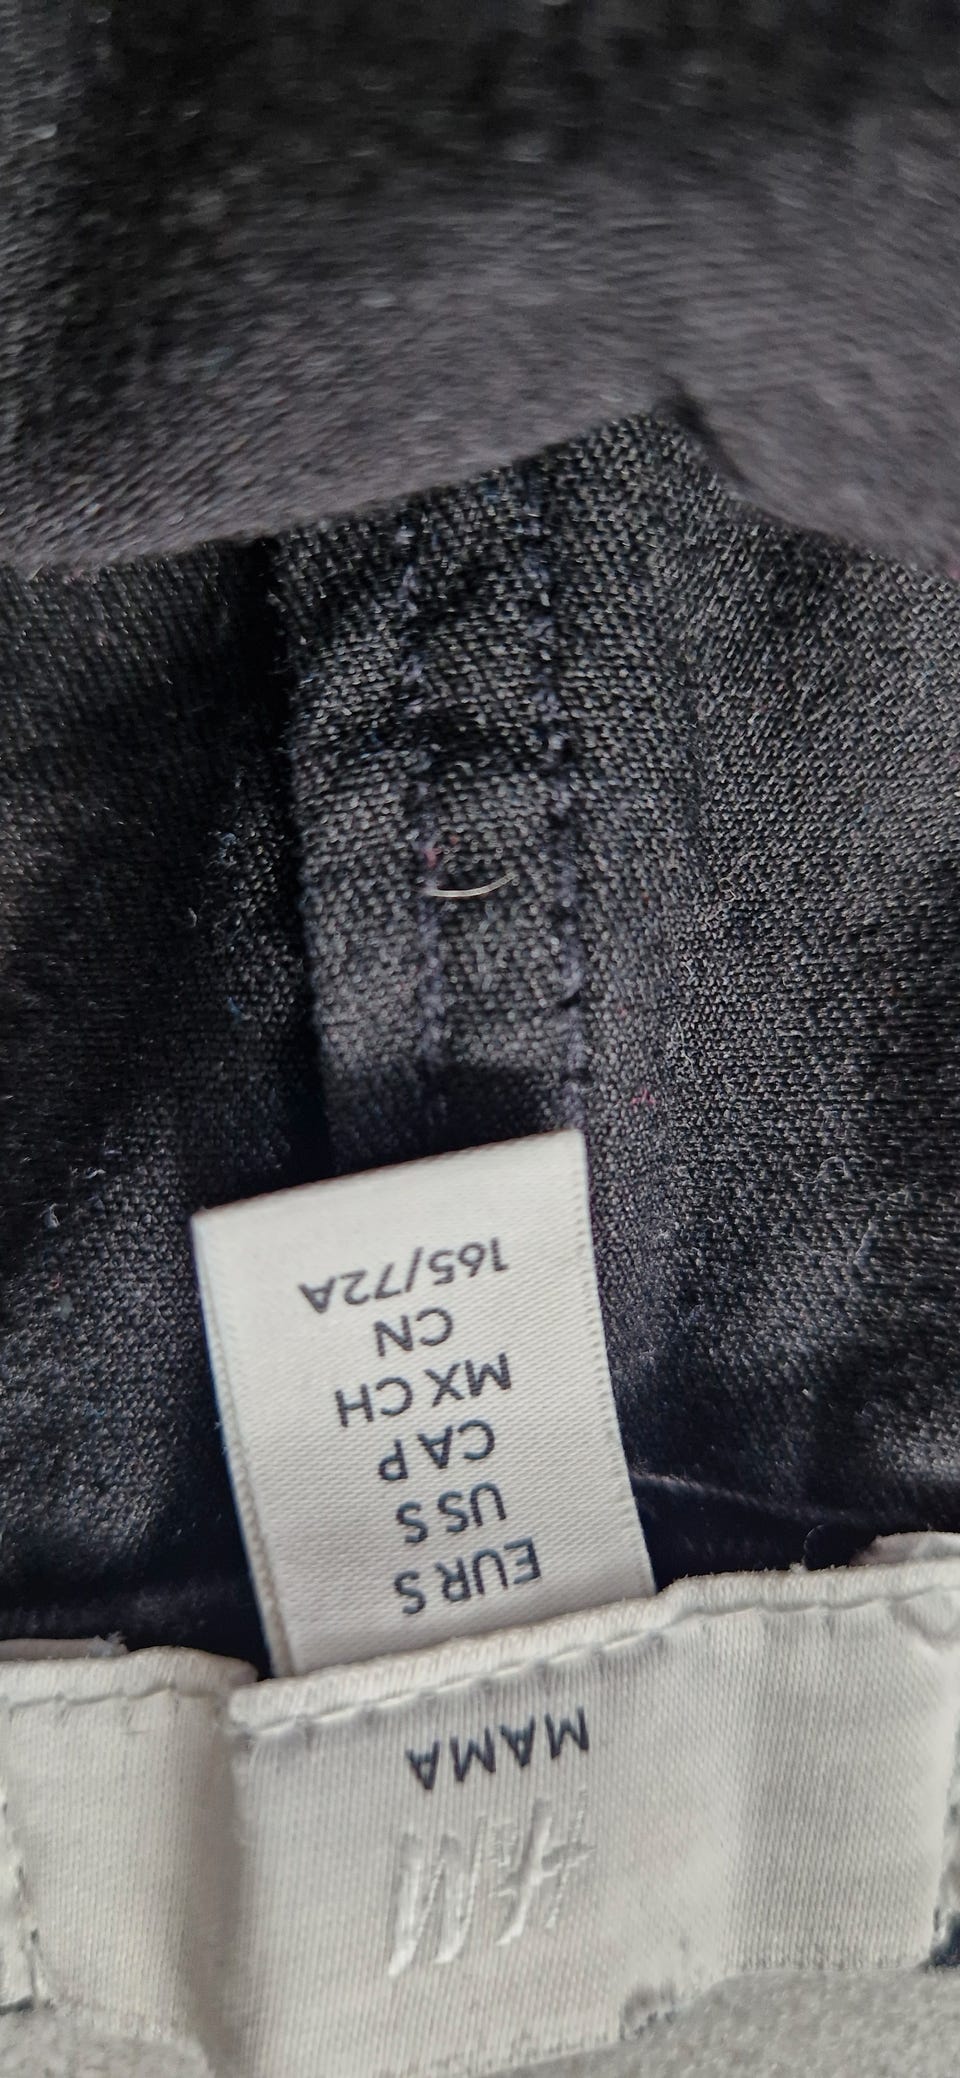 H&M
MAMA
EUR S
US S
CA P
MX CH
CN
165/72A